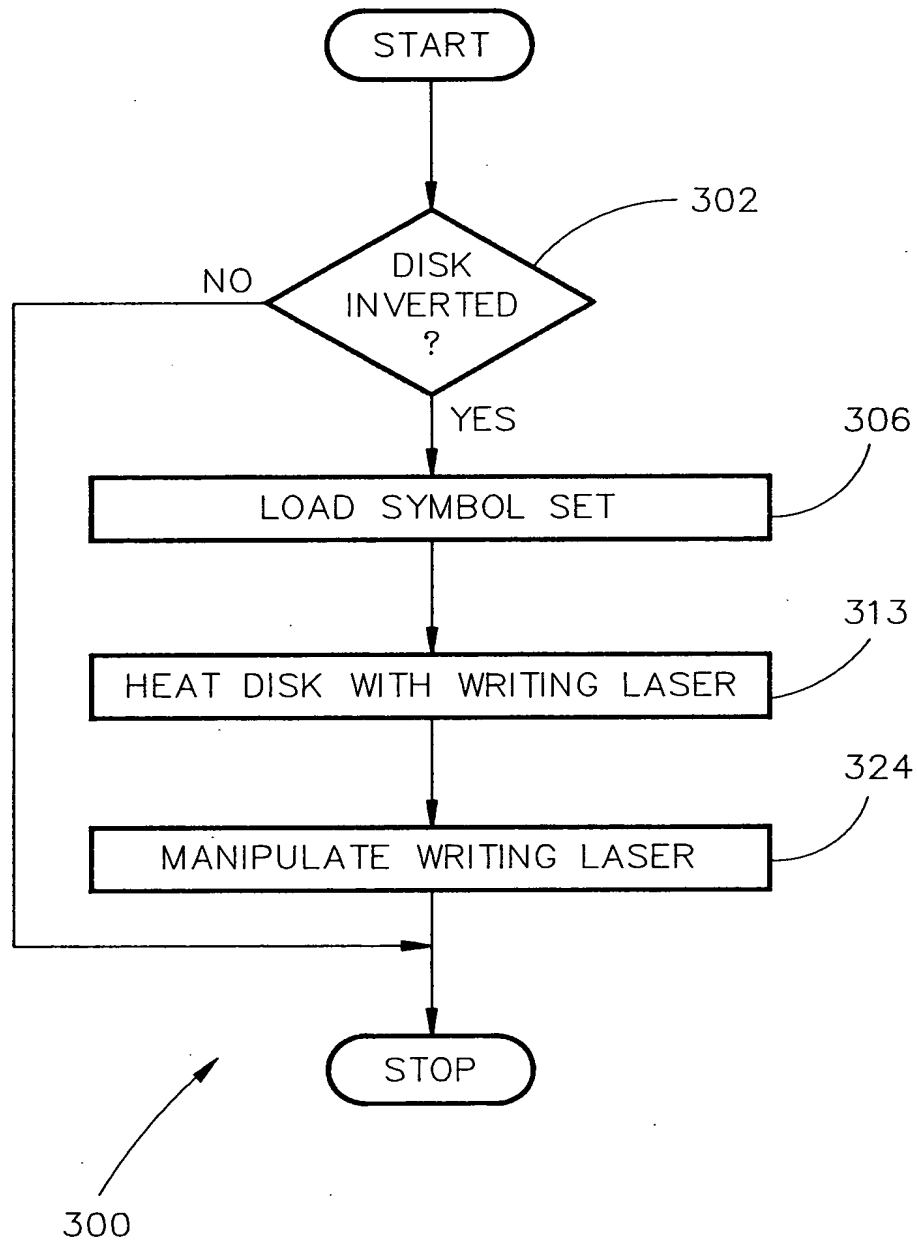 START
302
DISK
INVERTED
?
NO
YES
306
LOAD SYMBOL SET
313
HEAT DISK WITH WRITING LASER
324
MANIPULATE WRITING LASER
STOP
300